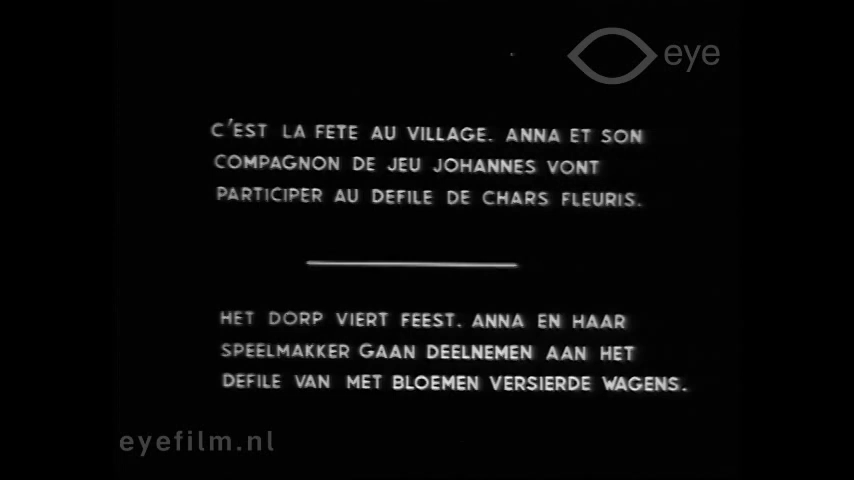 eye
C'EST LA FETE AU VILLAGE. ANNA ET SON
COMPAGNON DE JEU JOHANNES VONT
PARTICIPER AU DEFILE DE CHARS FLEURIS.
HET DORP VIERT FEEST. ANNA EN HAAR
SPEELMAKKER GAAN DEELNEMEN AAN HET
DEFILE VAN MET BLOEMEN VERSIERDE WAGENS.
eyefilm.nl